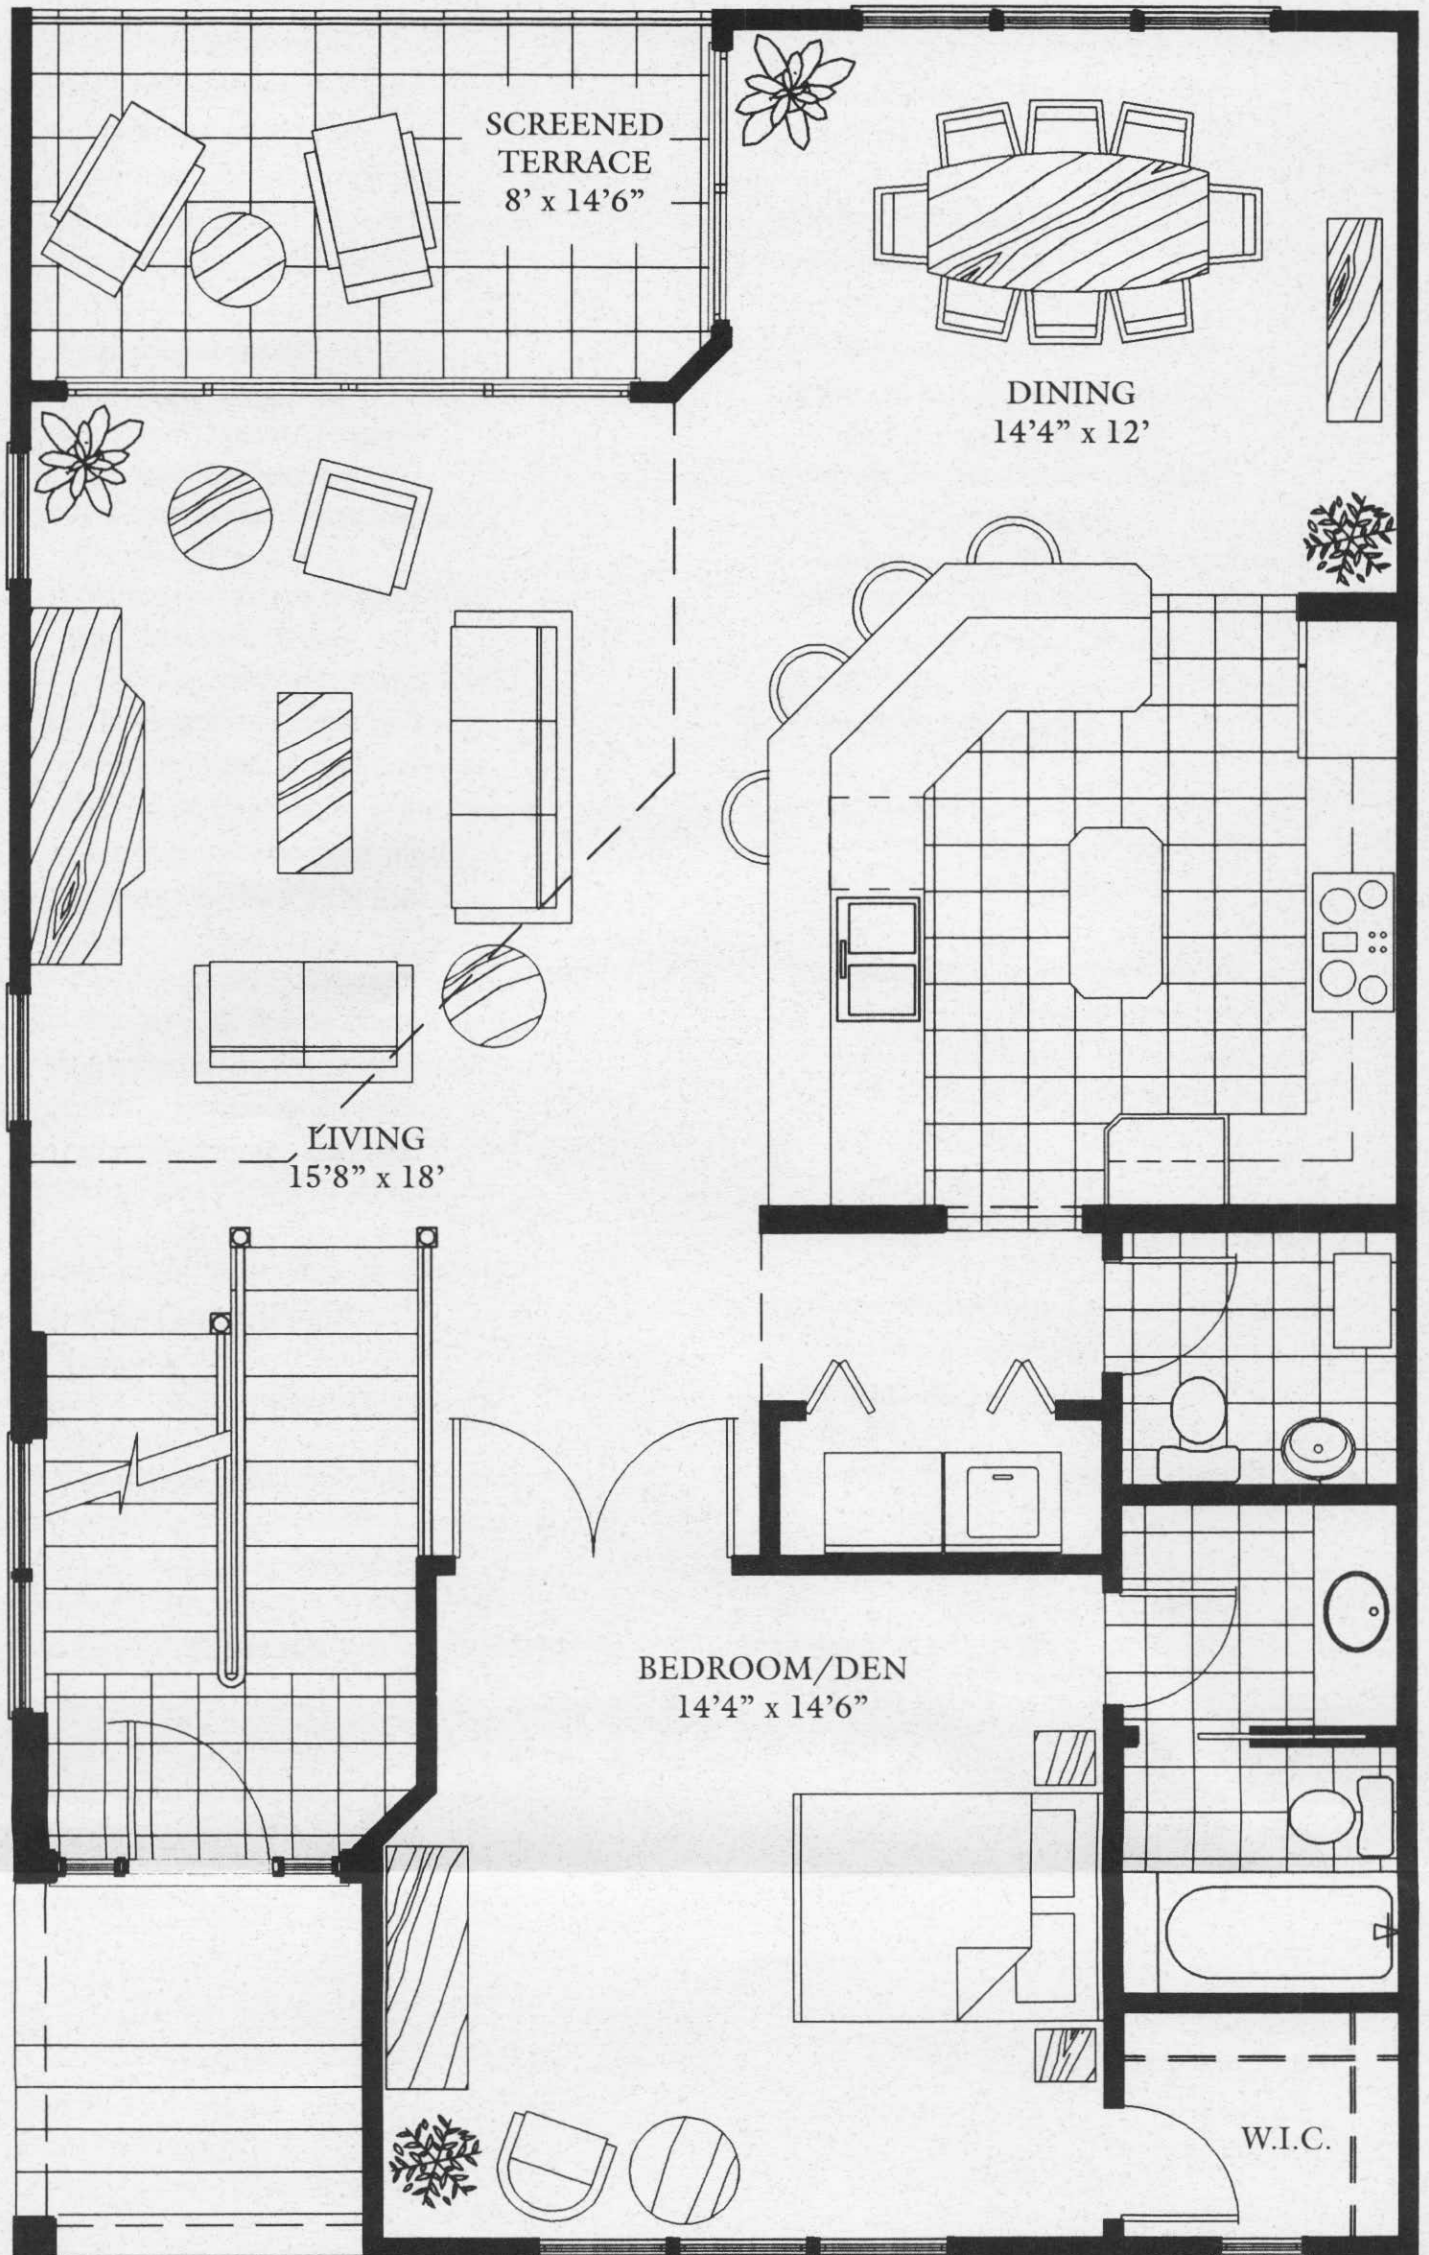 SCREENED
TERRACE
8' x 14'6”
DINING
14'4” x 12'
LIVING
15'8” x 18'
BEDROOM/DEN
14'4” x 14'6”
W.I.C.